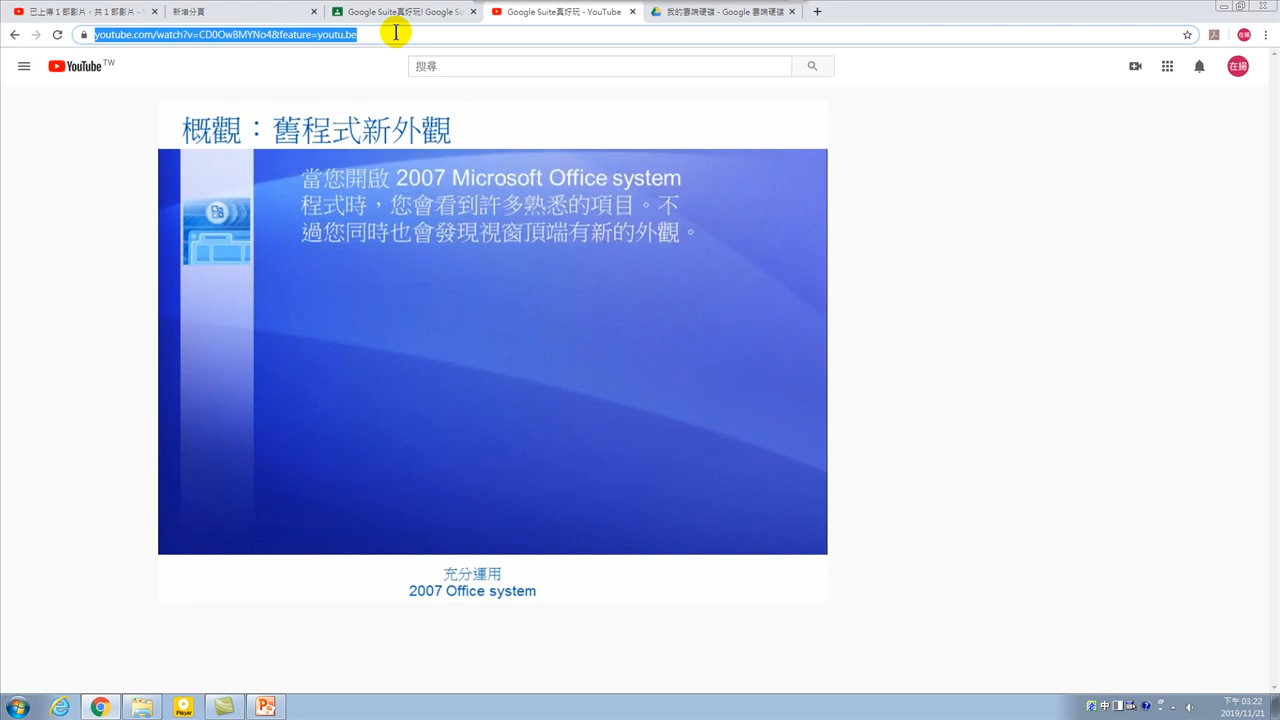 已上傳 1 部影片，共 1 部影片 -
新增分頁
Google Suite真好玩! Google Su
Google Suite真好玩 - YouTube
我的雲端硬碟 - Google 雲端硬碟
youtube.com/watch?v=CD0OwBMYNo4&feature=youtu.be
在揚
YouTube TW
搜尋
在揚
概觀：舊程式新外觀
當您開啟 2007 Microsoft Office system
程式時，您會看到許多熟悉的項目。不
過您同時也會發現視窗頂端有新的外觀。
充分運用
2007 Office system
Player
中
下午 03:22
2019/11/21